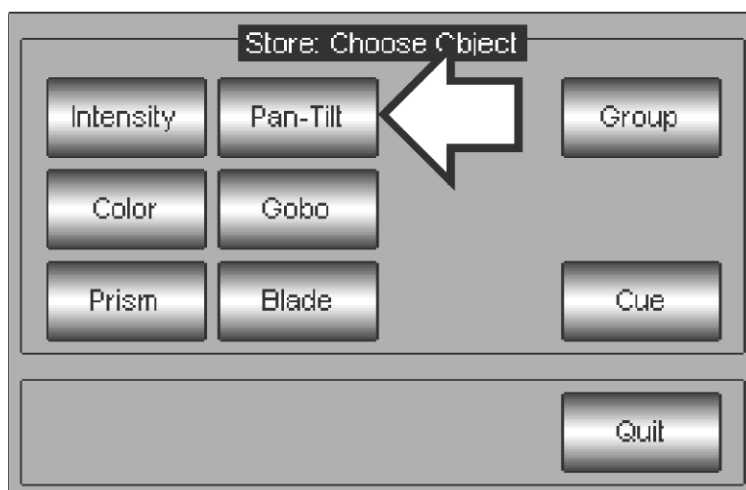 Store: Choose Object
Intensity Pan-Tilt Group
Color Gobo
Prism Blade Cue
Quit